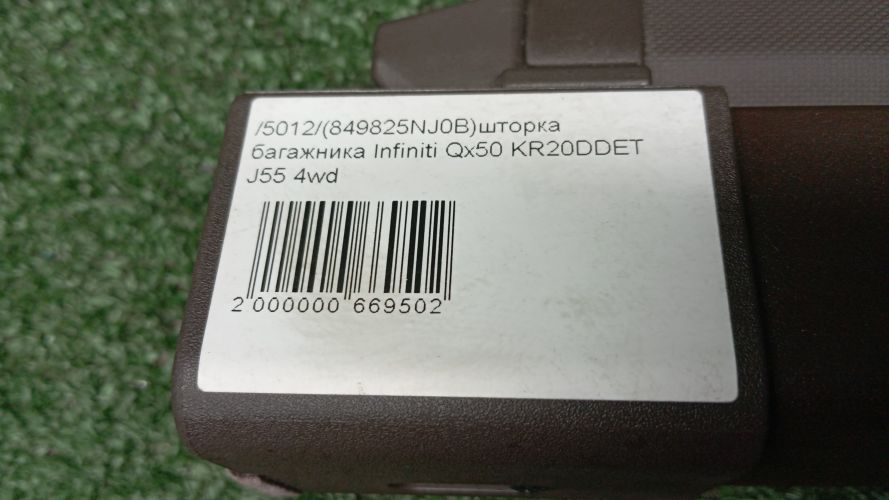 /5012/(849825NJ0B)шторка
багажника Infiniti Qx50 KR20DDET
J55 4wd
2 000000 669502